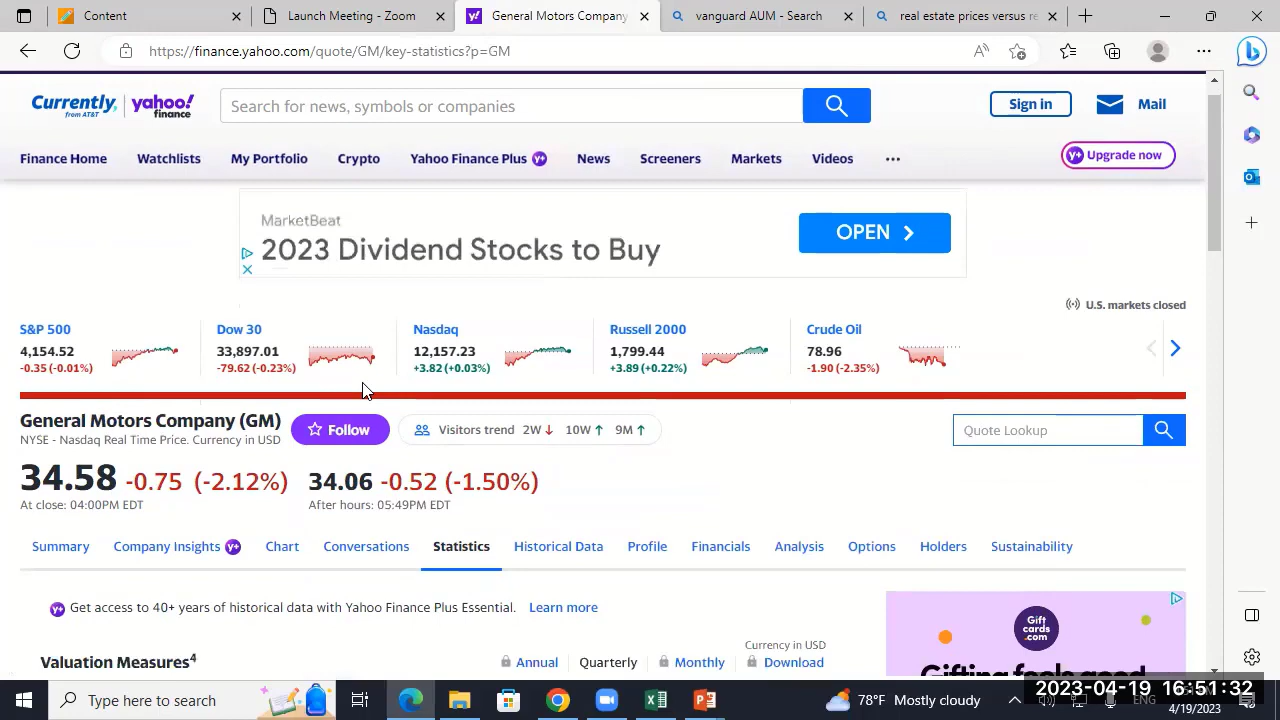 Content
Launch Meeting - Zoom
General Motors Company
vanguard AUM - Search
real estate prices versus re
https://finance.yahoo.com/quote/GM/key-statistics?p=GM
Currently,
from AT&T
yahoo!
finance
Search for news, symbols or companies
Sign in
Mail
Finance Home
Watchlists
My Portfolio
Crypto
Yahoo Finance Plus
News
Screeners
Markets
Videos
...
Upgrade now
MarketBeat
2023 Dividend Stocks to Buy
OPEN
U.S. markets closed
S&P 500
4,154.52
-0.35 (-0.01%)
Dow 30
33,897.01
-79.62 (-0.23%)
Nasdaq
12,157.23
+3.82 (+0.03%)
Russell 2000
1,799.44
+3.89 (+0.22%)
Crude Oil
78.96
-1.90 (-2.35%)
General Motors Company (GM)
Follow
Visitors trend 2W 10W 9M
Quote Lookup
NYSE - Nasdaq Real Time Price. Currency in USD
34.58 -0.75 (-2.12%)
At close: 04:00PM EDT
34.06 -0.52 (-1.50%)
After hours: 05:49PM EDT
Summary
Company Insights
Chart
Conversations
Statistics
Historical Data
Profile
Financials
Analysis
Options
Holders
Sustainability
Get access to 40+ years of historical data with Yahoo Finance Plus Essential. Learn more
Gift
cards
.com
Currency in USD
Valuation Measures4
Annual
Quarterly
Monthly
Download
Type here to search
78°F Mostly cloudy
ENG
2023-04-19 16:51:32
4/19/2023